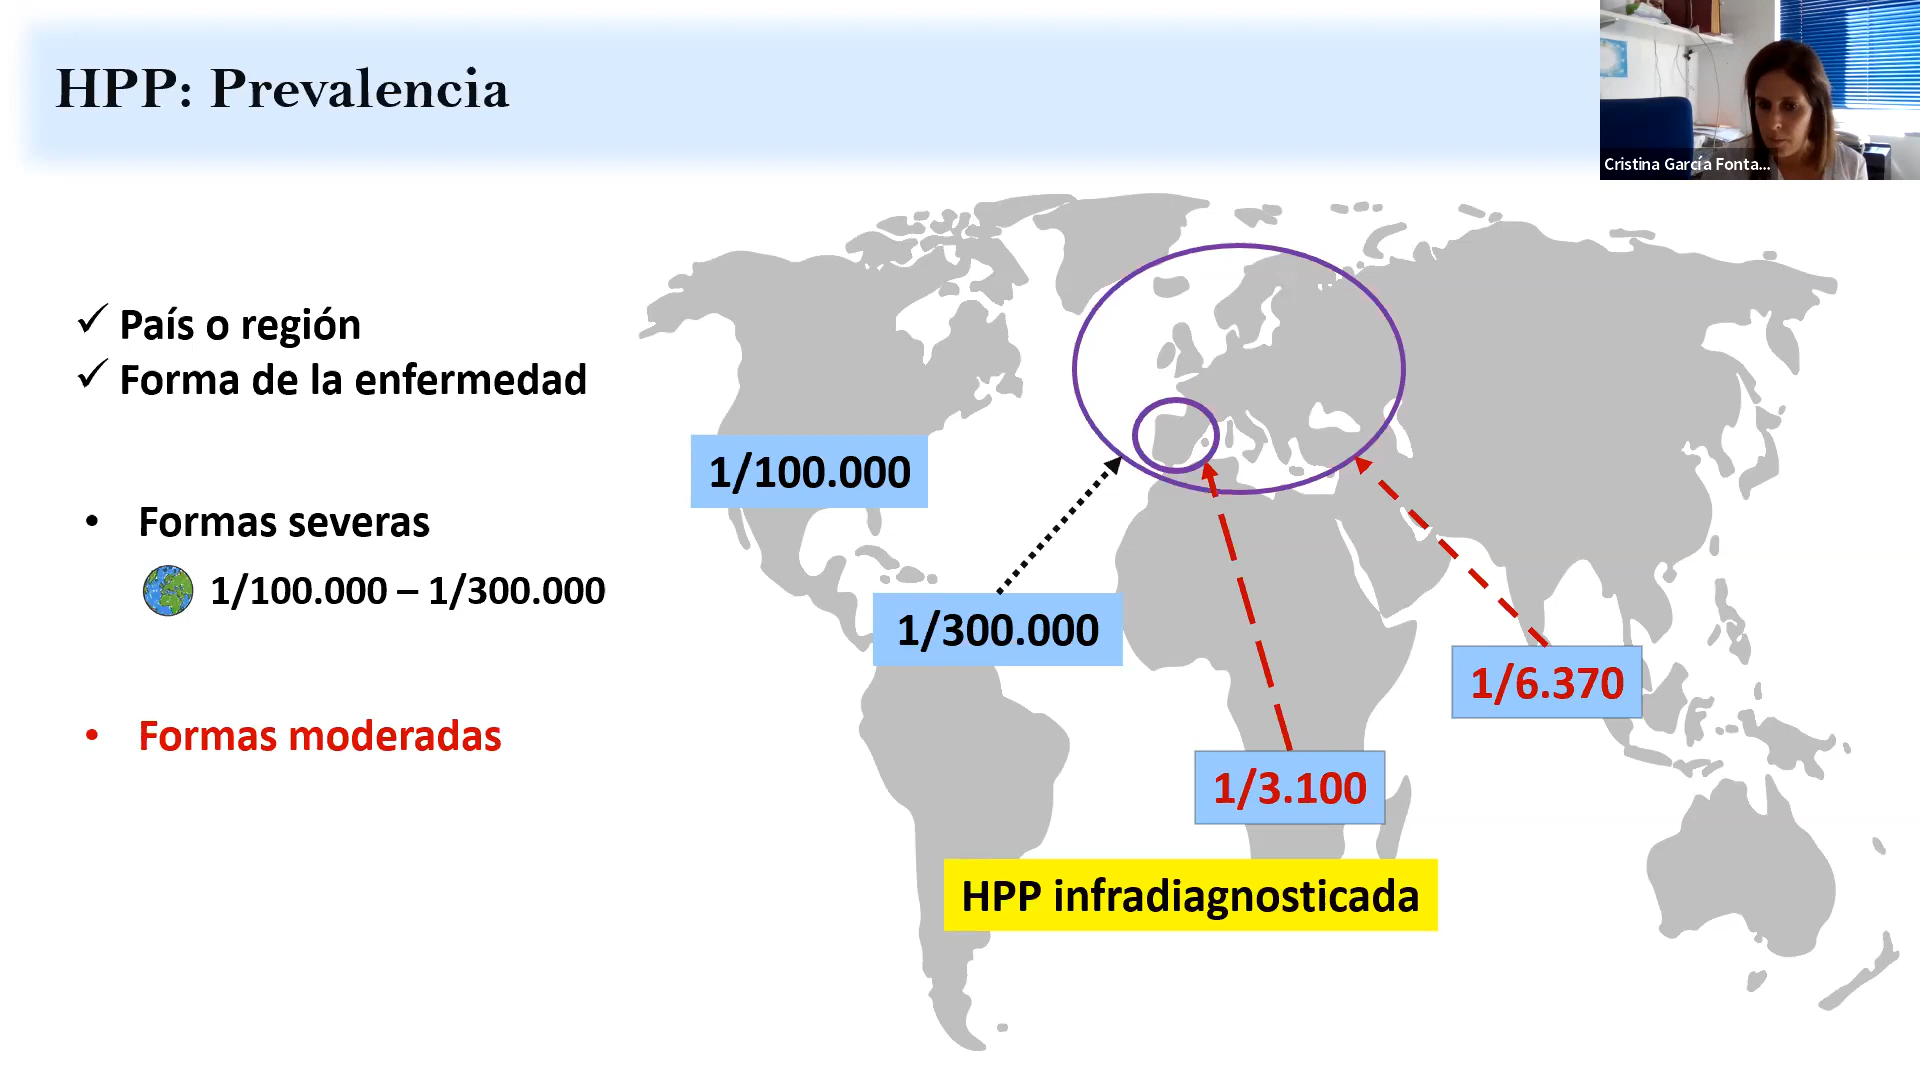 HPP: Prevalencia
Cristina García Fonta...
✓ País o región
✓ Forma de la enfermedad
• Formas severas
1/100.000 – 1/300.000
• Formas moderadas
1/100.000
1/300.000
1/6.370
1/3.100
HPP infradiagnosticada